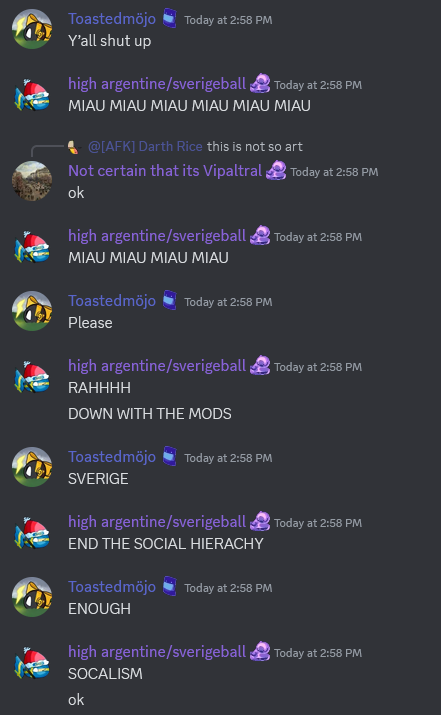 Toastedmöjo Today at 2:58 PM
Y'all shut up
high argentine/sverigeball Today at 2:58 PM
MIAU MIAU MIAU MIAU MIAU MIAU
@[AFK] Darth Rice this is not so art
Not certain that its Vipaltral Today at 2:58 PM
ok
high argentine/sverigeball Today at 2:58 PM
MIAU MIAU MIAU MIAU
Toastedmöjo Today at 2:58 PM
Please
high argentine/sverigeball Today at 2:58 PM
RAHHHH
DOWN WITH THE MODS
Toastedmöjo Today at 2:58 PM
SVERIGE
high argentine/sverigeball Today at 2:58 PM
END THE SOCIAL HIERACHY
Toastedmöjo Today at 2:58 PM
ENOUGH
high argentine/sverigeball Today at 2:58 PM
SOCALISM
ok